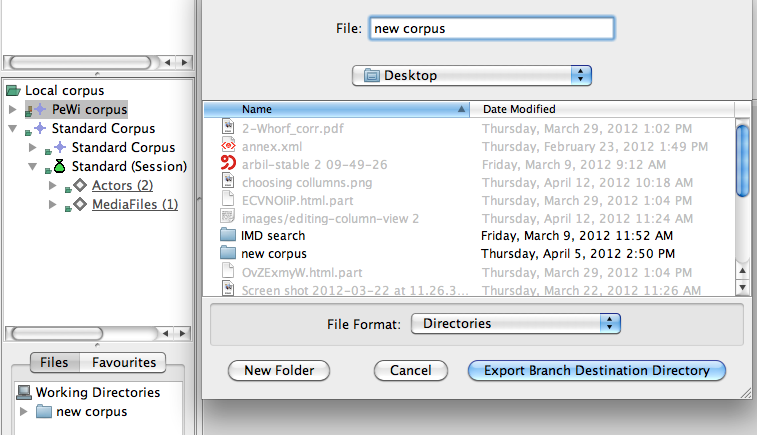 File: new corpus
Desktop
Name Date Modified
2-Whorf_corr.pdf Thursday, March 29, 2012 1:02 PM
annex.xml Thursday, February 23, 2012 1:49 PM
arbil-stable 2 09-49-26 Friday, March 9, 2012 9:12 AM
choosing collumns.png Thursday, April 12, 2012 10:18 AM
ECVNOliP.html.part Thursday, March 29, 2012 1:04 PM
images/editing-column-view 2 Thursday, April 12, 2012 11:24 AM
IMD search Friday, March 9, 2012 11:52 AM
new corpus Thursday, April 5, 2012 2:50 PM
OvZExmyW.html.part Thursday, March 29, 2012 1:04 PM
Screen shot 2012-03-22 at 11.26.3... Thursday, March 22, 2012 11:26 AM
File Format: Directories
New Folder Cancel Export Branch Destination Directory
Local corpus
PeWi corpus
Standard Corpus
Standard Corpus
Standard (Session)
Actors (2)
MediaFiles (1)
Files Favourites
Working Directories
new corpus